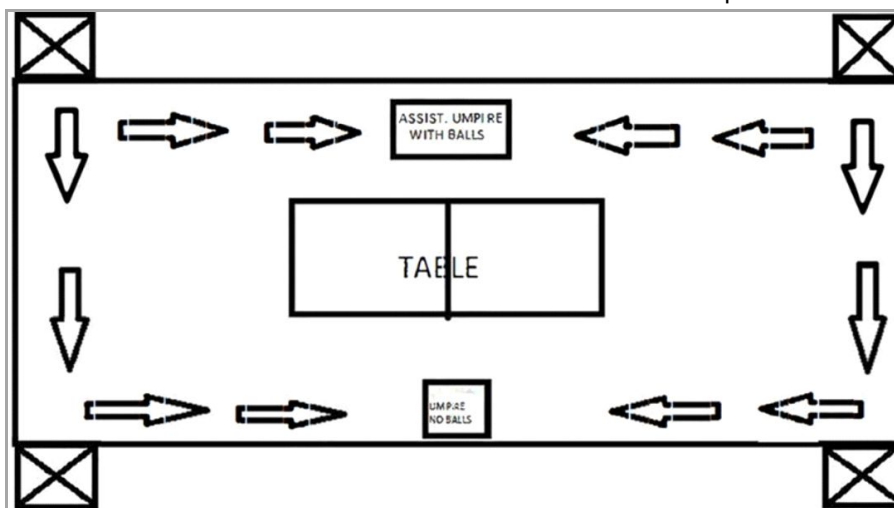 ASSIST. UMPIRE
WITH BALLS
TABLE
UMPIRE
NO BALLS